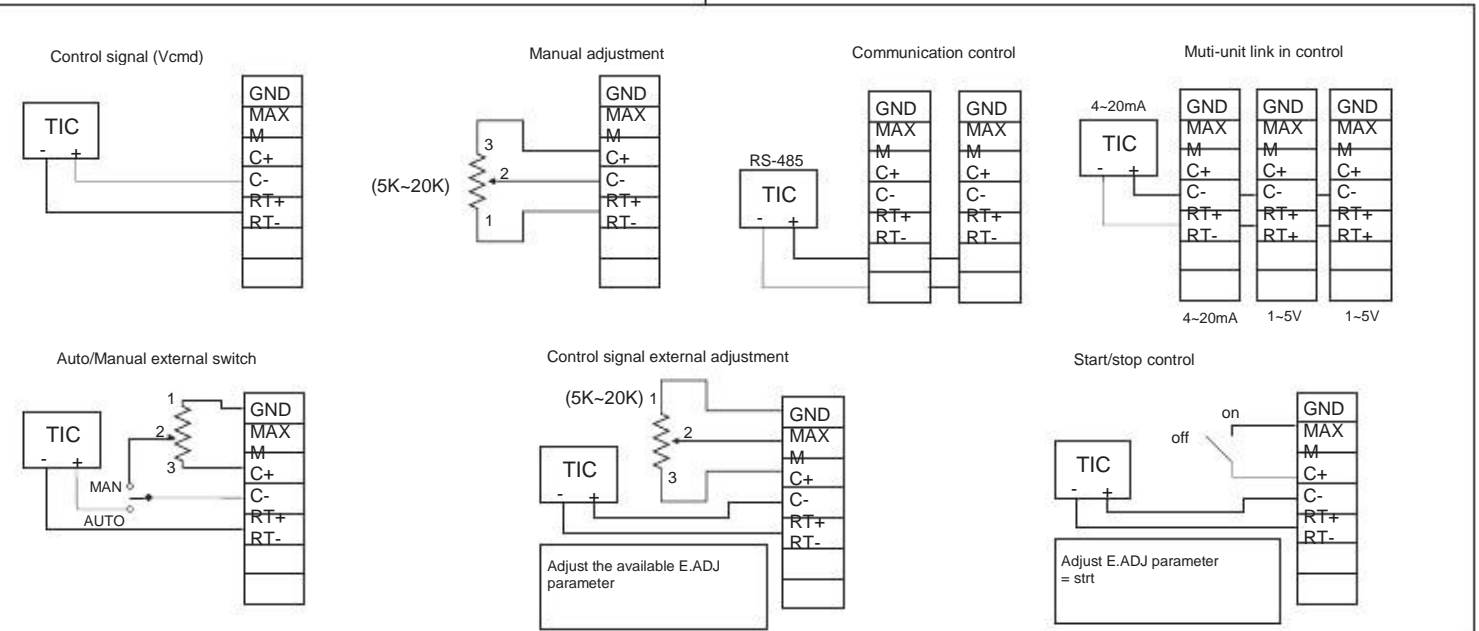 Control signal (Vcmd)
TIC
- +
GND
MAX
M
C+
C-
RT+
RT-
Manual adjustment
(5K~20K)
3
2
1
GND
MAX
M
C+
C-
RT+
RT-
Communication control
RS-485
TIC
- +
GND
MAX
M
C+
C-
RT+
RT-
GND
MAX
M
C+
C-
RT+
RT-
Muti-unit link in control
4~20mA
TIC
- +
GND
MAX
M
C+
C-
RT+
RT-
4~20mA
GND
MAX
M
C+
C-
RT+
RT+
1~5V
GND
MAX
M
C+
C-
RT+
RT+
1~5V
Auto/Manual external switch
TIC
- +
1
2
3
MAN
AUTO
GND
MAX
M
C+
C-
RT+
RT-
Control signal external adjustment
(5K~20K)
1
2
3
TIC
- +
GND
MAX
M
C+
C-
RT+
RT-
Adjust the available E.ADJ
parameter
Start/stop control
on
off
TIC
- +
GND
MAX
M
C+
C-
RT+
RT-
Adjust E.ADJ parameter
= strt